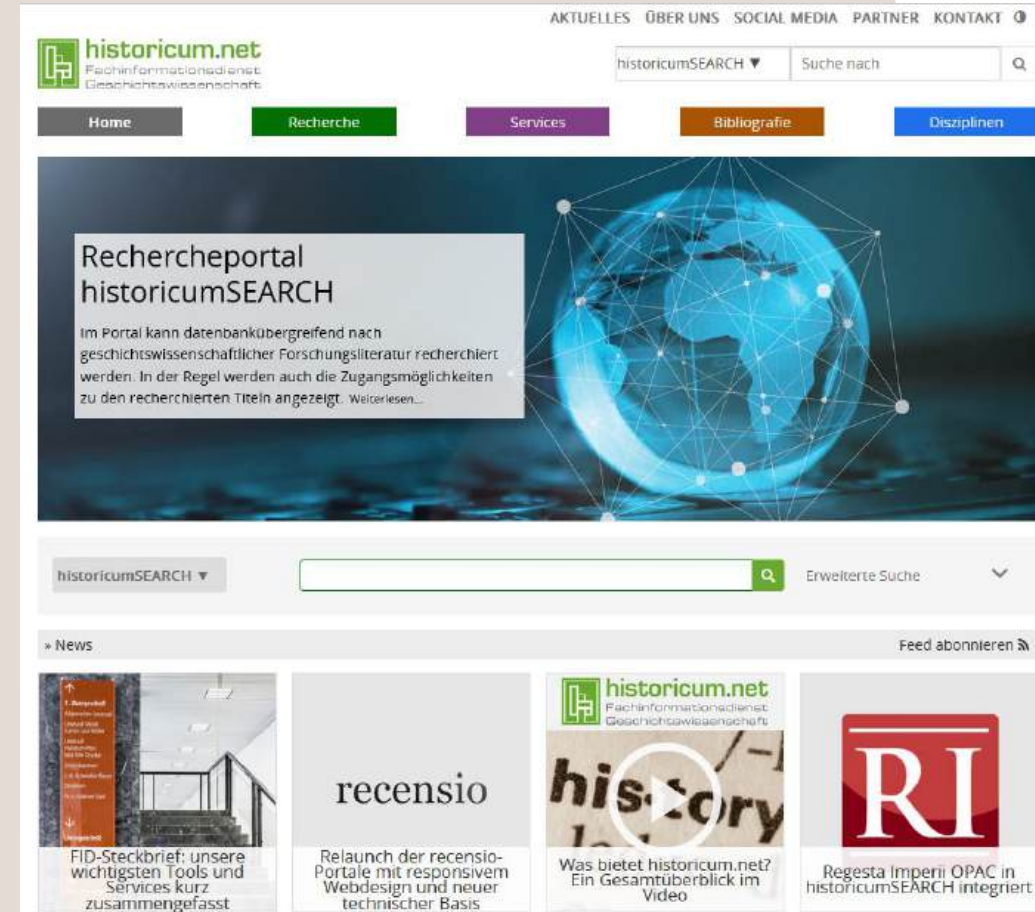 AKTUELLES ÜBER UNS SOCIAL MEDIA PARTNER KONTAKT
historicum.net
Fachinformationsdienst
Geschichtswissenschaft
historicumSEARCH ▼ Suche nach
Home Recherche Services Bibliografie Disziplinen
Rechercheportal
historicumSEARCH
Im Portal kann datenbankübergreifend nach
geschichtswissenschaftlicher Forschungsliteratur recherchiert
werden. In der Regel werden auch die Zugangsmöglichkeiten
zu den recherchierten Titeln angezeigt. Weiterlesen...
historicumSEARCH ▼ Erweiterte Suche
» News Feed abonnieren
FID-Steckbrief: unsere
wichtigsten Tools und
Services kurz
zusammengefasst
recensio
Relaunch der recensio-
Portale mit responsivem
Webdesign und neuer
technischer Basis
historicum.net
Fachinformationsdienst
Geschichtswissenschaft
history
Was bietet historicum.net?
Ein Gesamtüberblick im
Video
RI
Regesta Imperii OPAC in
historicumSEARCH integriert